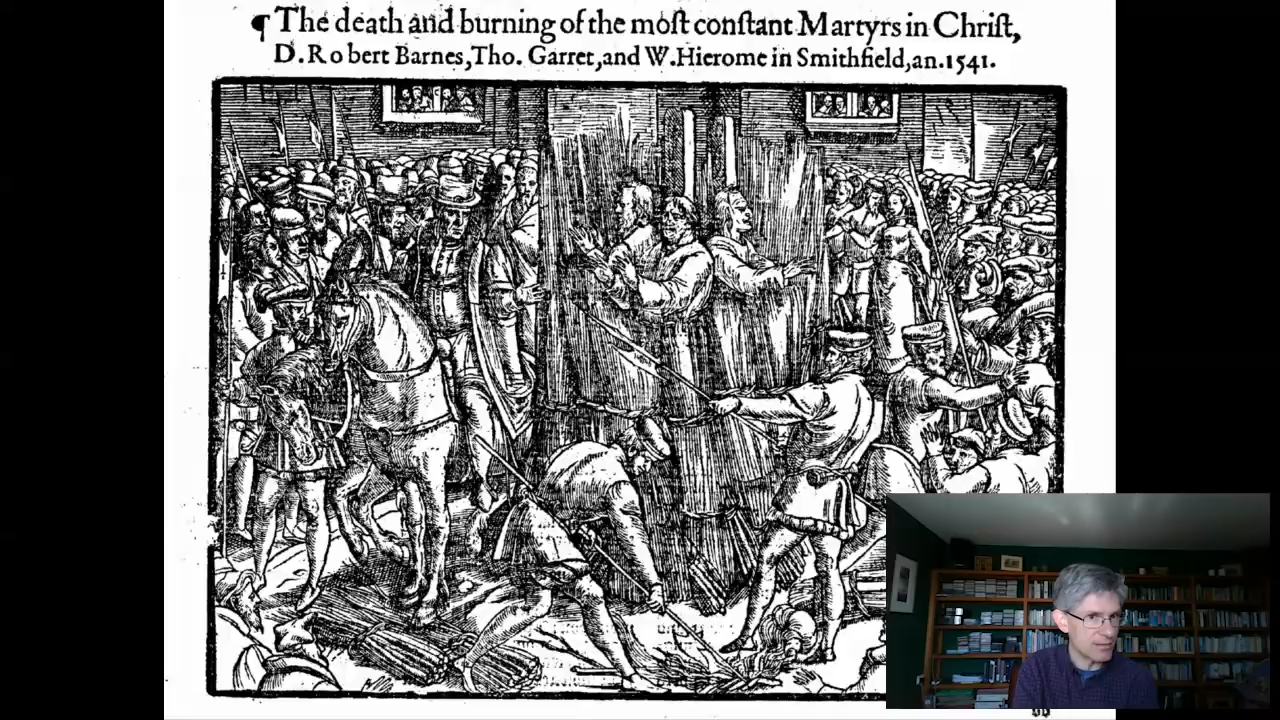 ¶ The death and burning of the moſt conſtant Martyrs in Chriſt,
D. Robert Barnes, Tho. Garret, and W. Hierome in Smithfield, an. 1541.